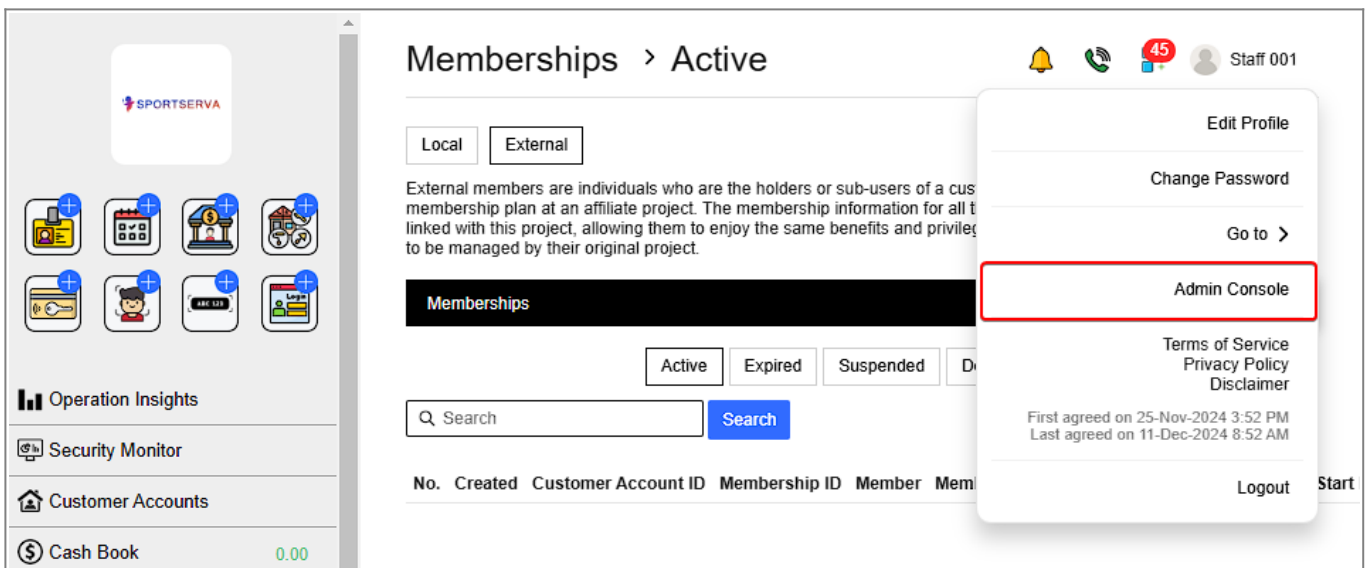 SPORTSERVA
ABC 123
Login
Operation Insights
Security Monitor
Customer Accounts
Cash Book 0.00
Memberships > Active
45
Staff 001
Local External
External members are individuals who are the holders or sub-users of a cus
membership plan at an affiliate project. The membership information for all t
linked with this project, allowing them to enjoy the same benefits and privileg
to be managed by their original project.
Memberships
Active Expired Suspended D
Search Search
No. Created Customer Account ID Membership ID Member Mem Start
Edit Profile
Change Password
Go to >
Admin Console
Terms of Service
Privacy Policy
Disclaimer
First agreed on 25-Nov-2024 3:52 PM
Last agreed on 11-Dec-2024 8:52 AM
Logout